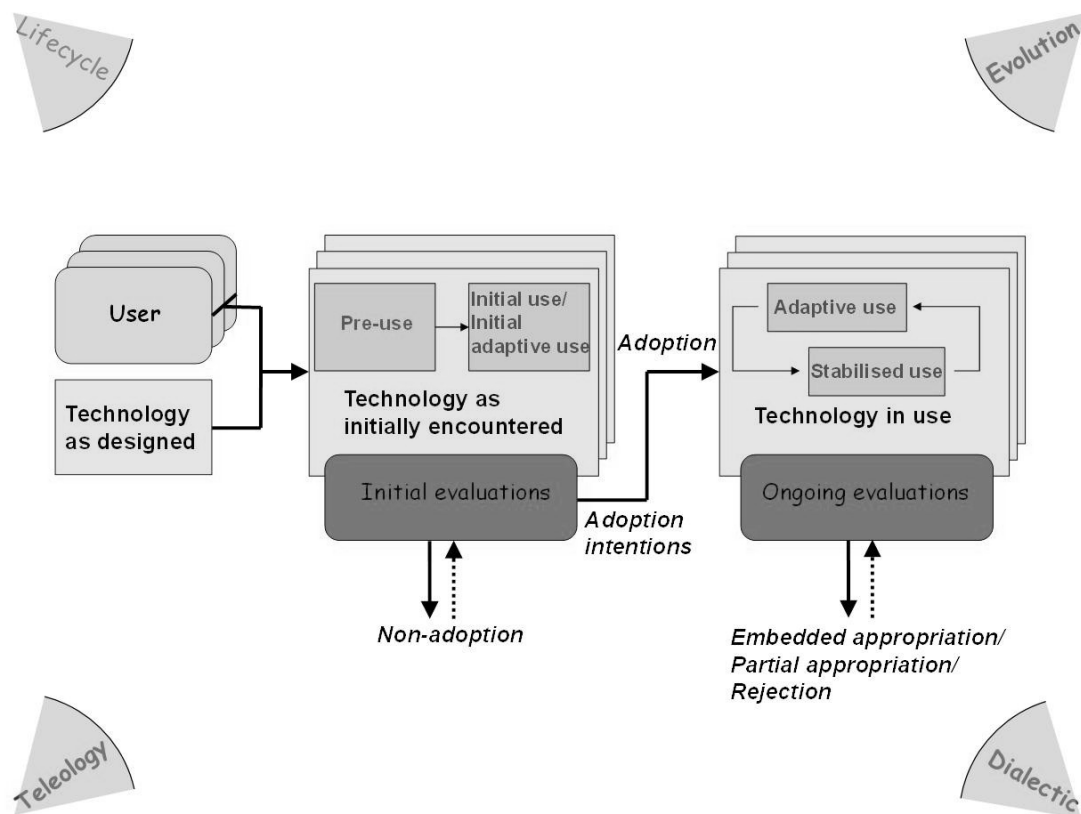 Lifecycle
Evolution
User
Technology
as designed
Pre-use
Initial use/
Initial
adaptive use
Technology as
initially encountered
Initial evaluations
Non-adoption
Adoption
Adoption
intentions
Adaptive use
Stabilised use
Technology in use
Ongoing evaluations
Embedded appropriation/
Partial appropriation/
Rejection
Teleology
Dialectic